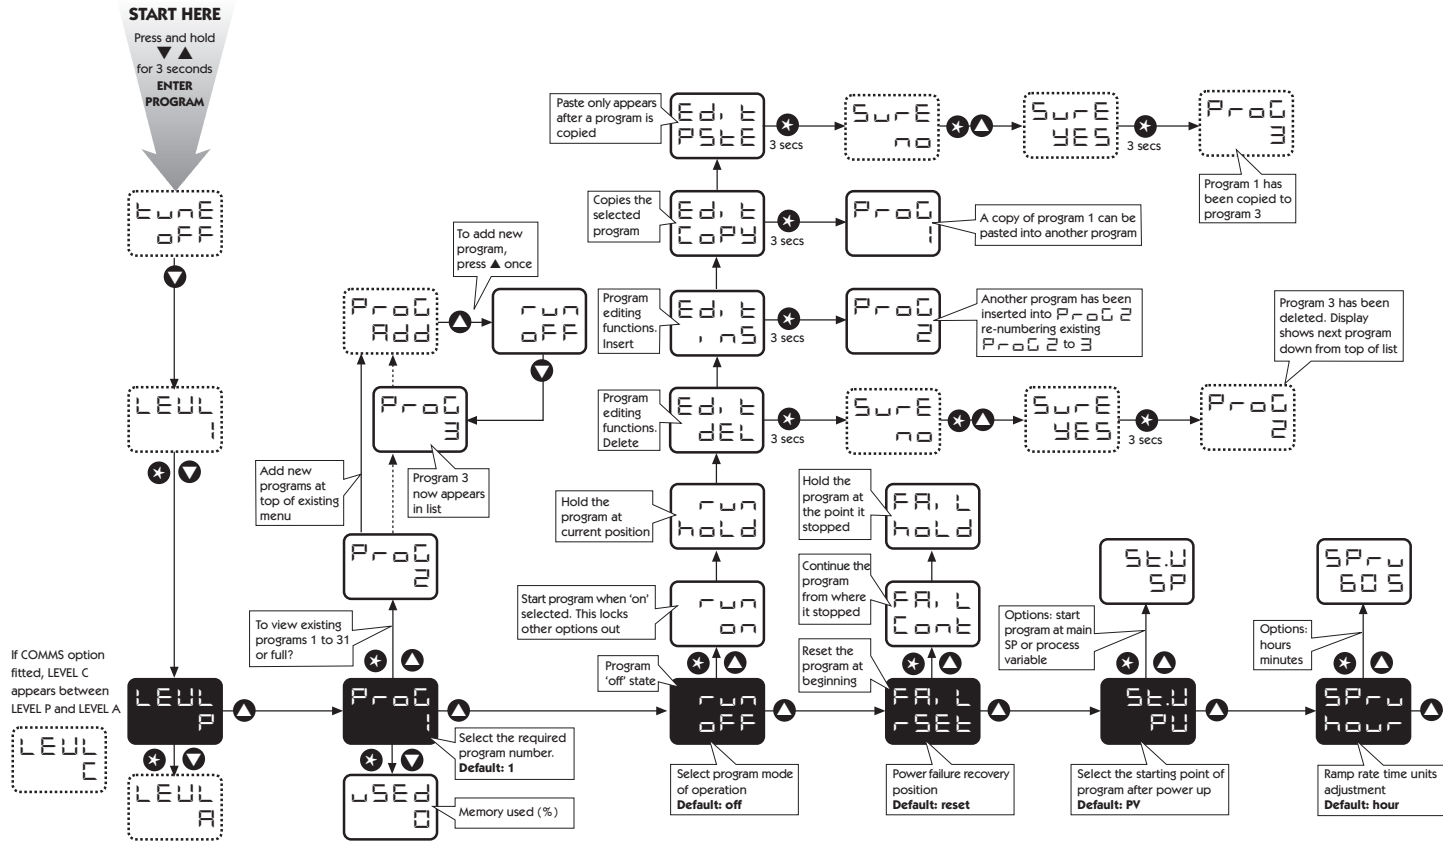 START HERE
Press and hold
▼ ▲
for 3 seconds
ENTER
PROGRAM
tunE
oFF
LEVL
1
If COMMS option
fitted, LEVEL C
appears between
LEVEL P and LEVEL A
LEVL
C
LEVL
P
LEVL
A
Add new
programs at
top of existing
menu
ProG
Add
To add new
program,
press ▲ once
run
oFF
ProG
3
Program 3
now appears
in list
ProG
2
To view existing
programs 1 to 31
or full?
ProG
1
Select the required
program number.
Default: 1
uSEd
0
Memory used (%)
Paste only appears
after a program is
copied
Edit
PStE
3 secs
SurE
no
SurE
YES
3 secs
ProG
3
Program 1 has
been copied to
program 3
Copies the
selected
program
Edit
CoPY
3 secs
ProG
1
A copy of program 1 can be
pasted into another program
Program
editing
functions.
Insert
Edit
inS
3 secs
ProG
2
Another program has been
inserted into ProG 2
re-numbering existing
ProG 2 to 3
Program 3 has been
deleted. Display
shows next program
down from top of list
Program
editing
functions.
Delete
Edit
dEL
3 secs
SurE
no
SurE
YES
3 secs
ProG
2
Hold the
program at
current position
run
hoLd
Start program when ‘on’
selected. This locks
other options out
run
on
Program
‘off’ state
run
oFF
Select program mode
of operation
Default: off
Hold the
program at
the point it
stopped
FAiL
hoLd
Continue the
program
from where
it stopped
FAiL
Cont
Reset the
program at
beginning
FAiL
rSEt
Power failure recovery
position
Default: reset
St.V
SP
Options: start
program at main
SP or process
variable
St.V
PV
Select the starting point of
program after power up
Default: PV
SPru
60 S
Options:
hours
minutes
SPru
hour
Ramp rate time units
adjustment
Default: hour